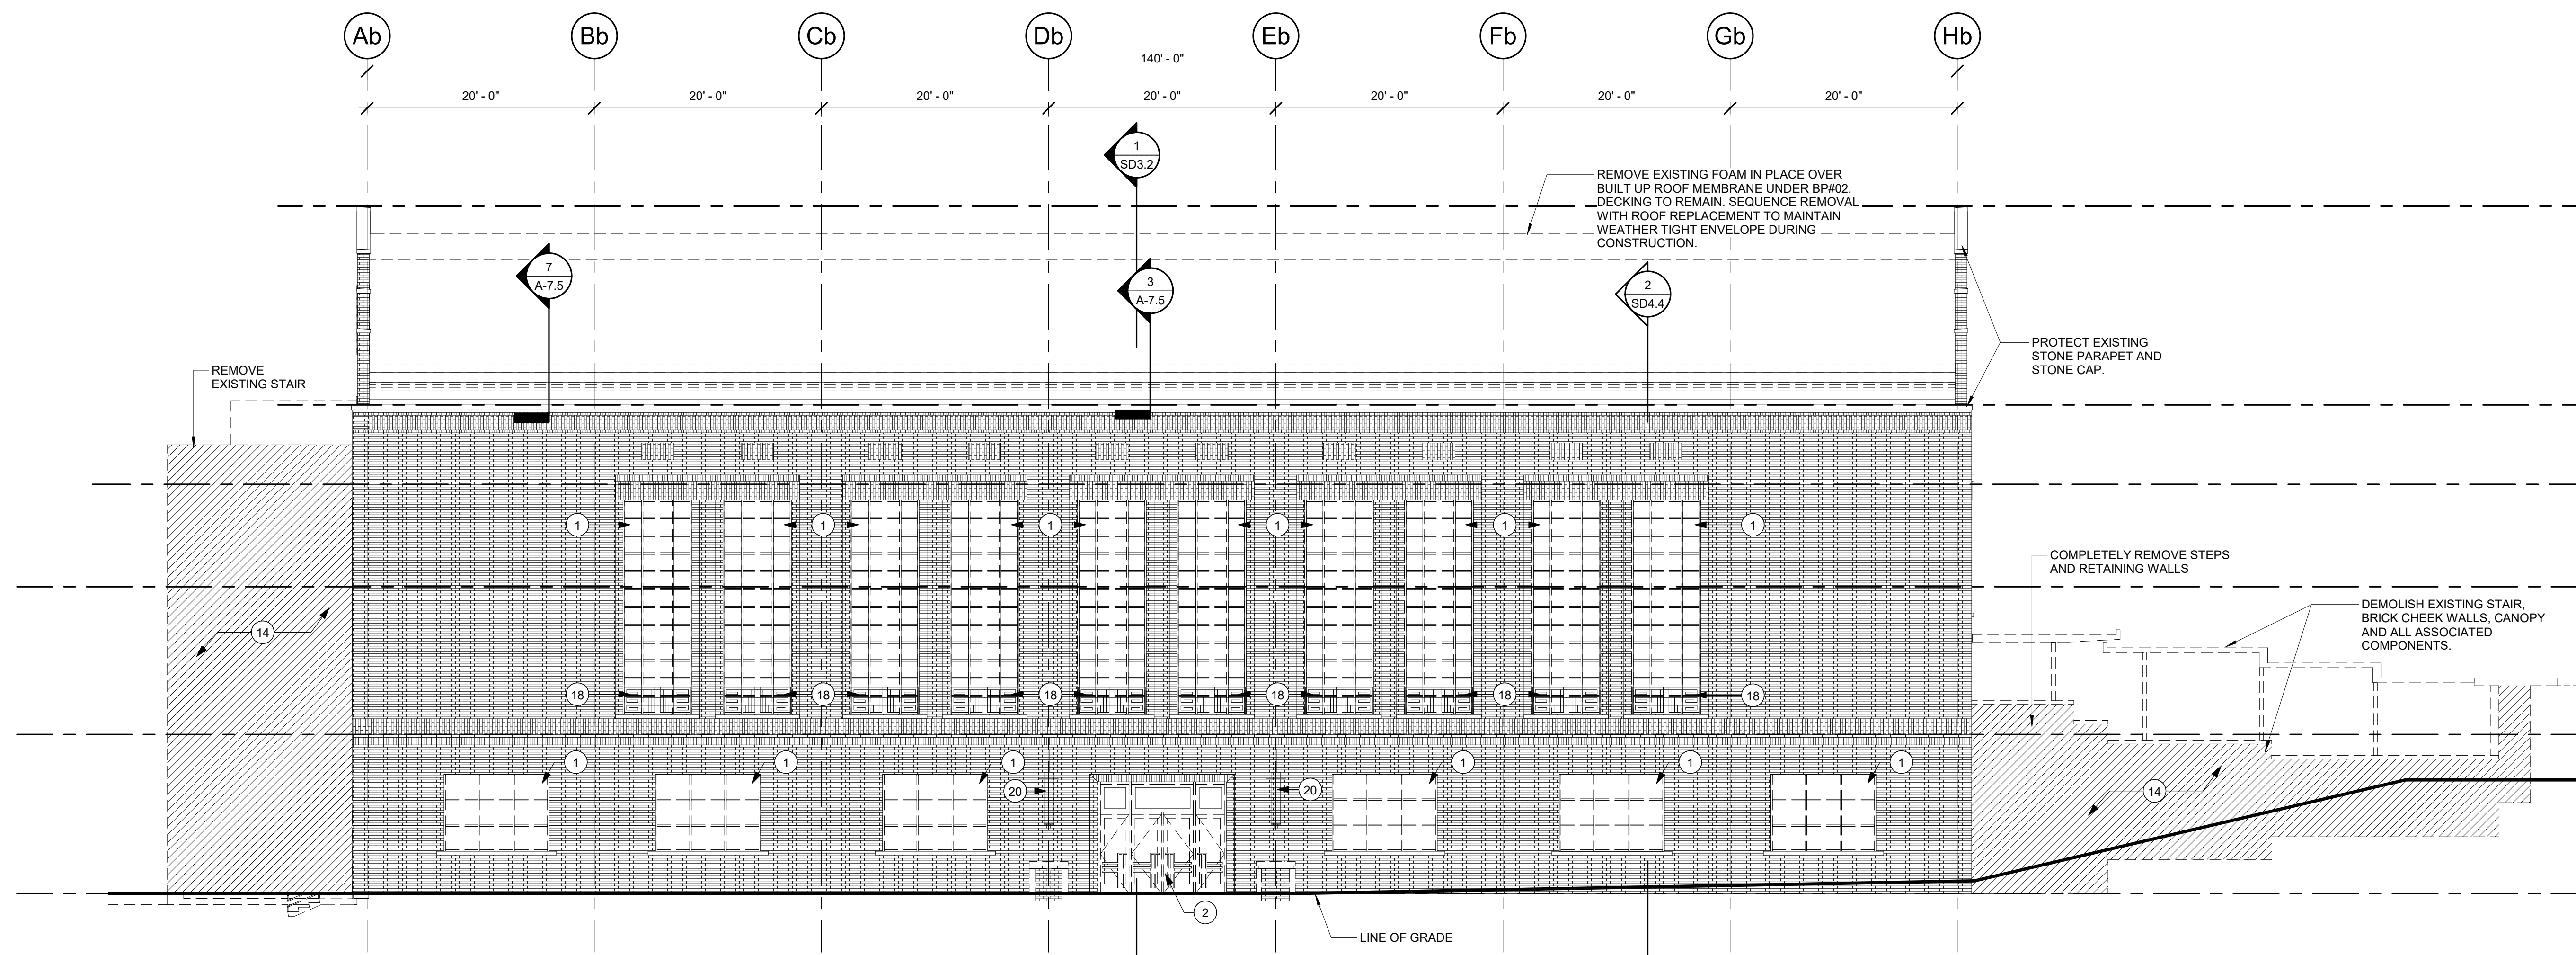 Ab Bb Cb Db Eb Fb Gb Hb
140' - 0"
20' - 0" 20' - 0" 20' - 0" 20' - 0" 20' - 0" 20' - 0" 20' - 0"
1
SD3.2
REMOVE EXISTING FOAM IN PLACE OVER
BUILT UP ROOF MEMBRANE UNDER BP#02.
DECKING TO REMAIN. SEQUENCE REMOVAL
WITH ROOF REPLACEMENT TO MAINTAIN
WEATHER TIGHT ENVELOPE DURING
CONSTRUCTION.
7
A-7.5
3
A-7.5
2
SD4.4
PROTECT EXISTING
STONE PARAPET AND
STONE CAP.
REMOVE
EXISTING STAIR
1 1 1 1 1 1
COMPLETELY REMOVE STEPS
AND RETAINING WALLS
DEMOLISH EXISTING STAIR,
BRICK CHEEK WALLS, CANOPY
AND ALL ASSOCIATED
COMPONENTS.
14
18 18 18 18 18 18
1 1 1 1 1 1
20 20
14
2
LINE OF GRADE